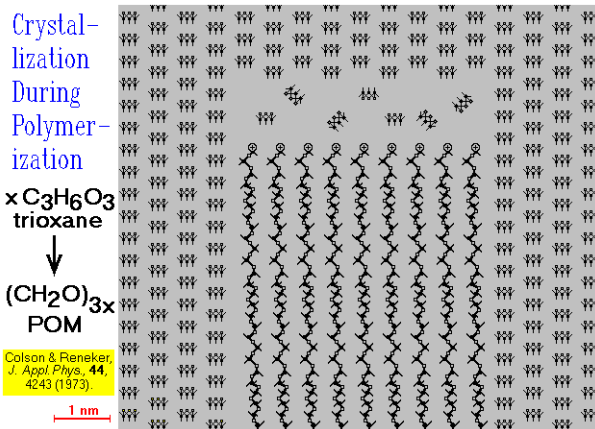 Crystal-
lization
During
Polymer-
ization
x C3H6O3
trioxane
(CH2O)3x
POM
Colson & Reneker,
J. Appl. Phys., 44,
4243 (1973).
1 nm